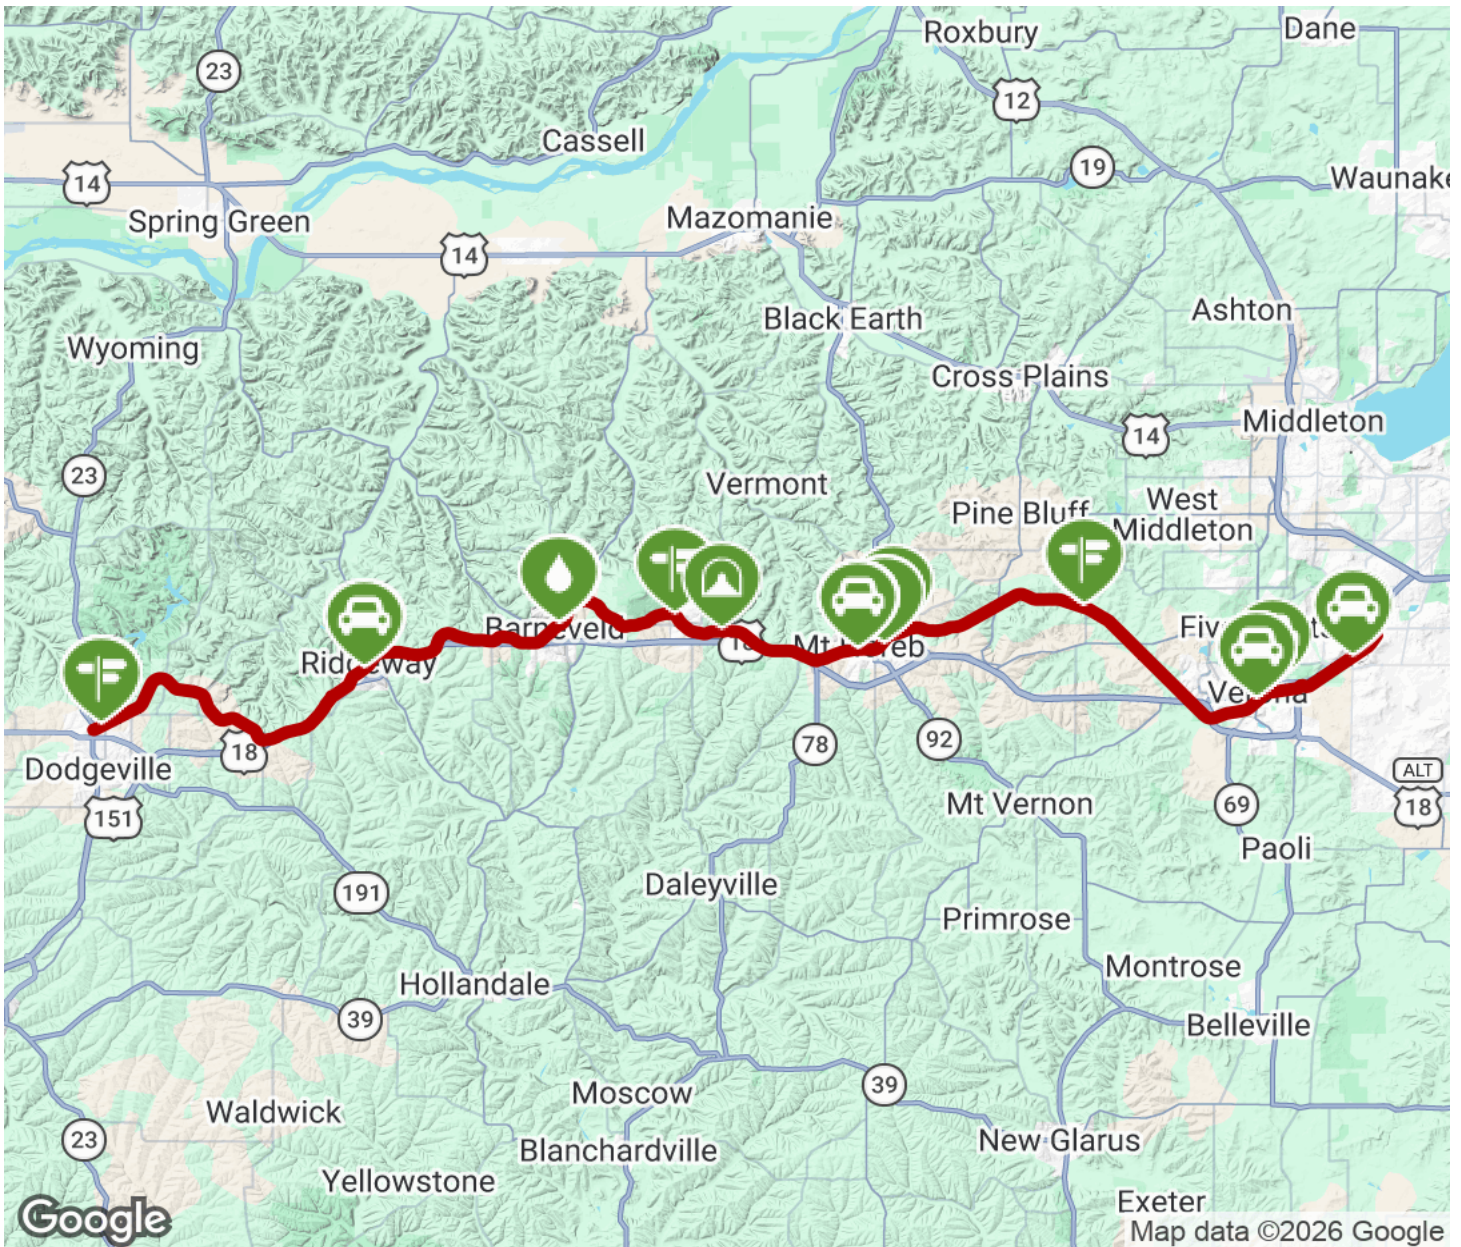 Roxbury
Dane
23
12
Cassell
19
14
Waunake
Spring Green
Mazomanie
14
Ashton
Black Earth
Wyoming
Cross Plains
Middleton
14
23
Vermont
West
Middleton
Pine Bluff
Barneveld
Ridgeway
18
Dodgeville
151
78
92
Mt Vernon
ALT
18
69
Paoli
191
Daleyville
Primrose
Montrose
Hollandale
39
Belleville
Moscow
39
Waldwick
23
Blanchardville
New Glarus
Yellowstone
Exeter
Google
Map data ©2026 Google